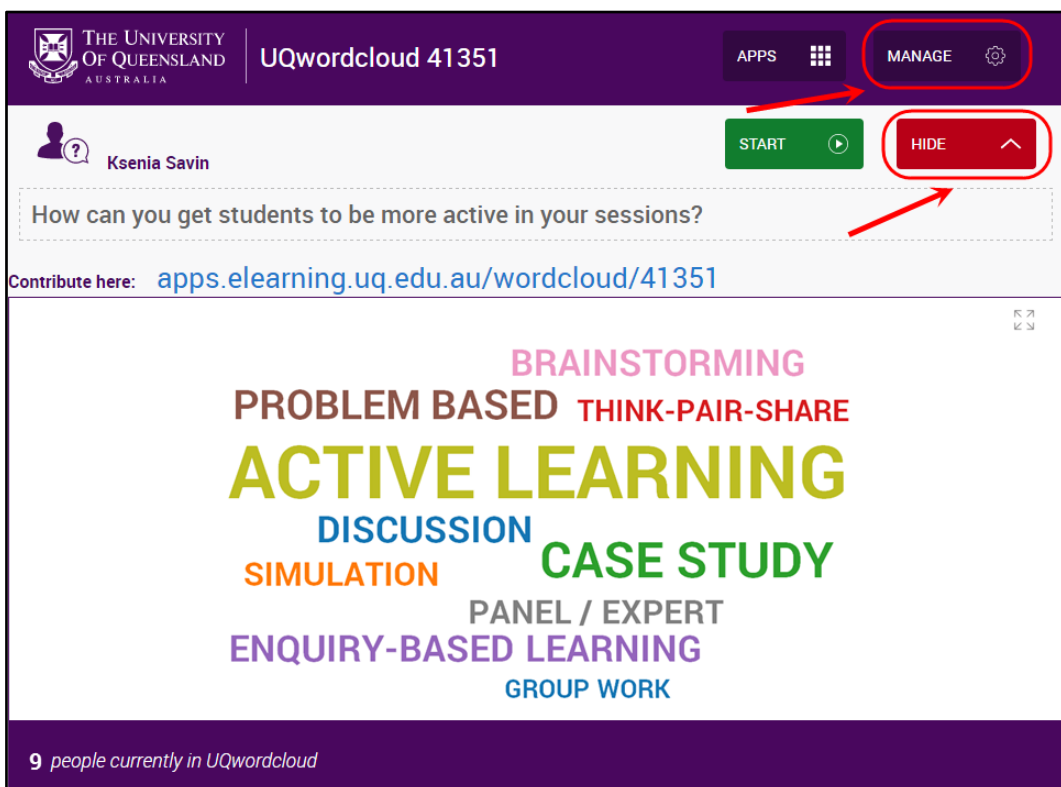 THE UNIVERSITY
OF QUEENSLAND
AUSTRALIA
UQwordcloud 41351
APPS
MANAGE
Ksenia Savin
START
HIDE
How can you get students to be more active in your sessions?
Contribute here: apps.elearning.uq.edu.au/wordcloud/41351
BRAINSTORMING
PROBLEM BASED THINK-PAIR-SHARE
ACTIVE LEARNING
DISCUSSION
CASE STUDY
SIMULATION
PANEL / EXPERT
ENQUIRY-BASED LEARNING
GROUP WORK
9 people currently in UQwordcloud